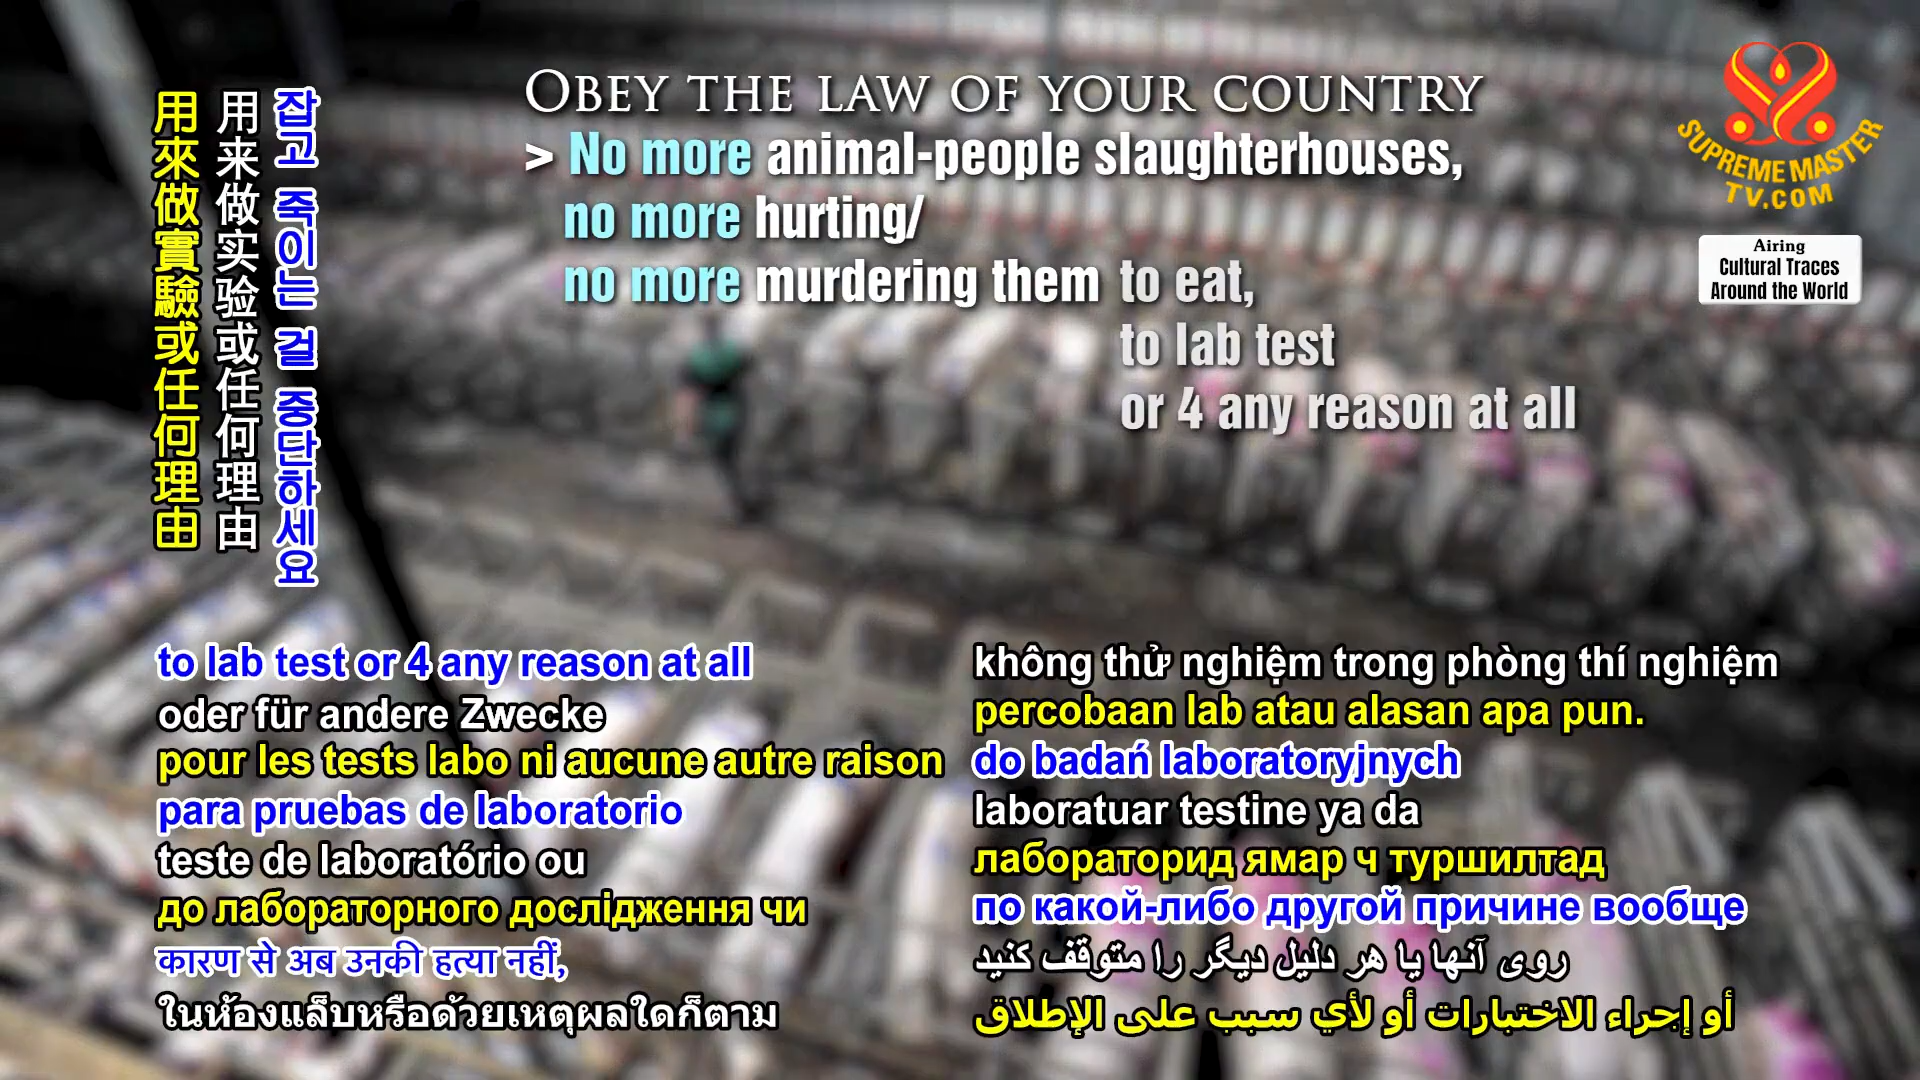 OBEY THE LAW OF YOUR COUNTRY
> No more animal-people slaughterhouses,
no more hurting/
no more murdering them to eat,
to lab test
or 4 any reason at all
SUPREME MASTER
TV.COM
Airing
Cultural Traces
Around the World
잡고 죽이는 걸 중단하세요
用来做实验或任何理由
用來做實驗或任何理由
to lab test or 4 any reason at all
oder für andere Zwecke
pour les tests labo ni aucune autre raison
para pruebas de laboratorio
teste de laboratório ou
до лабораторного дослідження чи
कारण से अब उनकी हत्या नहीं,
ในห้องแล็บหรือด้วยเหตุผลใดก็ตาม
không thử nghiệm trong phòng thí nghiệm
percobaan lab atau alasan apa pun.
do badań laboratoryjnych
laboratuar testine ya da
лабораторид ямар ч туршилтад
по какой-либо другой причине вообще
روی آنها یا هر دلیل دیگر را متوقف کنید
أو إجراء الاختبارات أو لأي سبب على الإطلاق